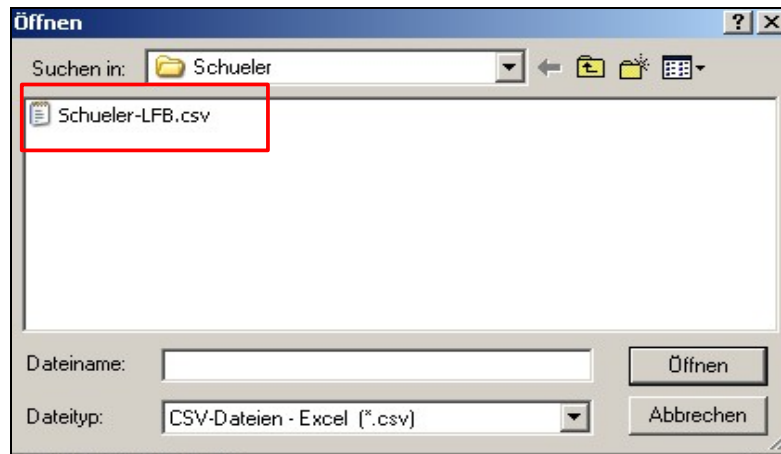 Öffnen
Suchen in: Schueler
Schueler-LFB.csv
Dateiname: Öffnen
Dateityp: CSV-Dateien - Excel (*.csv) Abbrechen